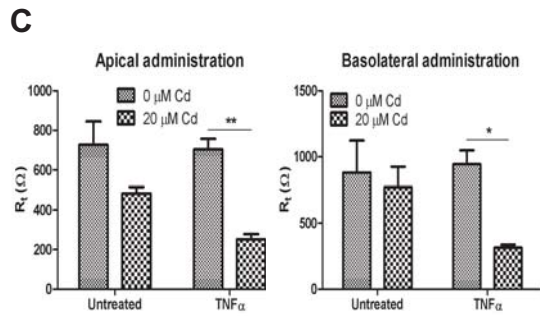 C
Apical administration
Basolateral administration
1000
800
600
400
200
0
Rt (Ω)
0 µM Cd
20 µM Cd
**
Untreated
TNFα
1500
1000
500
0
Rt (Ω)
0 µM Cd
20 µM Cd
*
Untreated
TNFα